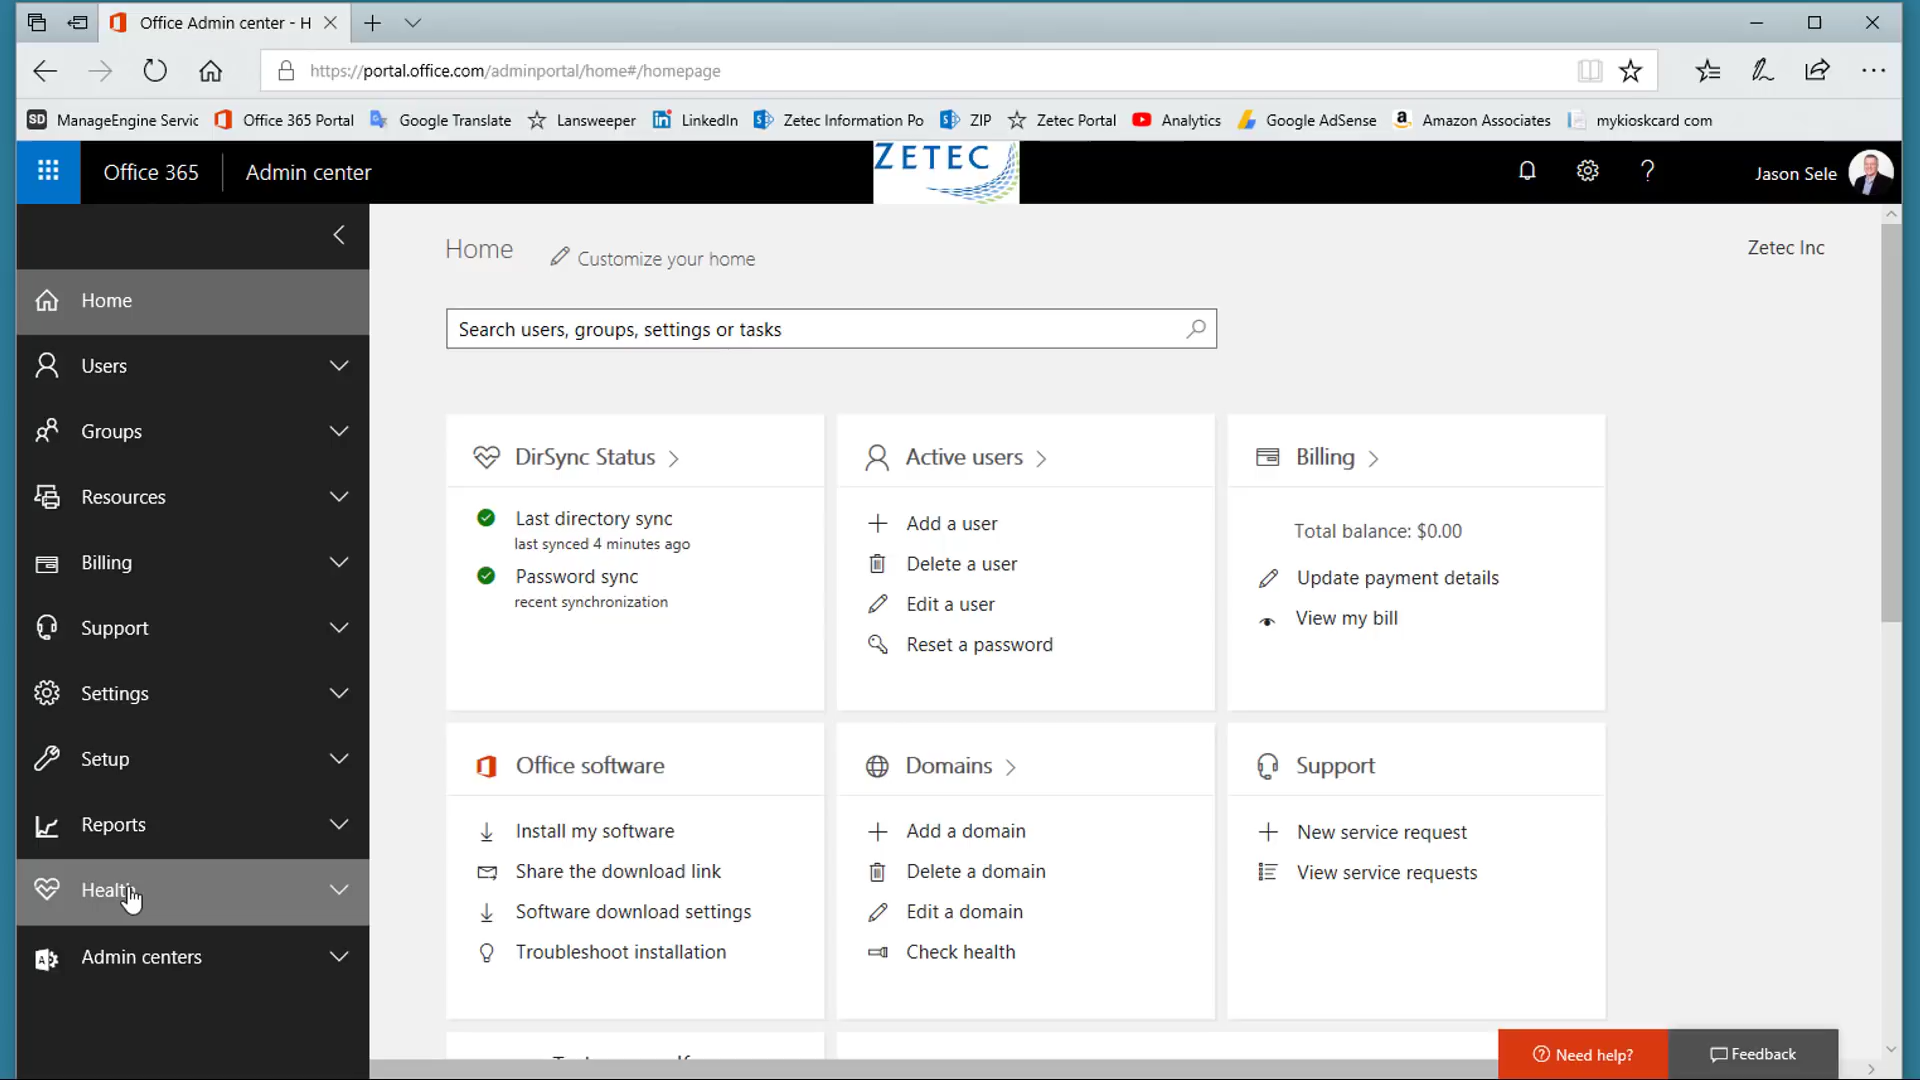 Office Admin center - H
https://portal.office.com/adminportal/home#/homepage
SD ManageEngine Servic Office 365 Portal Google Translate Lansweeper LinkedIn Zetec Information Po ZIP Zetec Portal Analytics Google AdSense Amazon Associates mykioskcard.com
Office 365 Admin center ZETEC ? Jason Sele
Home Customize your home Zetec Inc
Search users, groups, settings or tasks
Home
Users
Groups
Resources
Billing
Support
Settings
Setup
Reports
Health
Admin centers
DirSync Status
Last directory sync
last synced 4 minutes ago
Password sync
recent synchronization
Active users
Add a user
Delete a user
Edit a user
Reset a password
Billing
Total balance: $0.00
Update payment details
View my bill
Office software
Install my software
Share the download link
Software download settings
Troubleshoot installation
Domains
Add a domain
Delete a domain
Edit a domain
Check health
Support
New service request
View service requests
Need help? Feedback